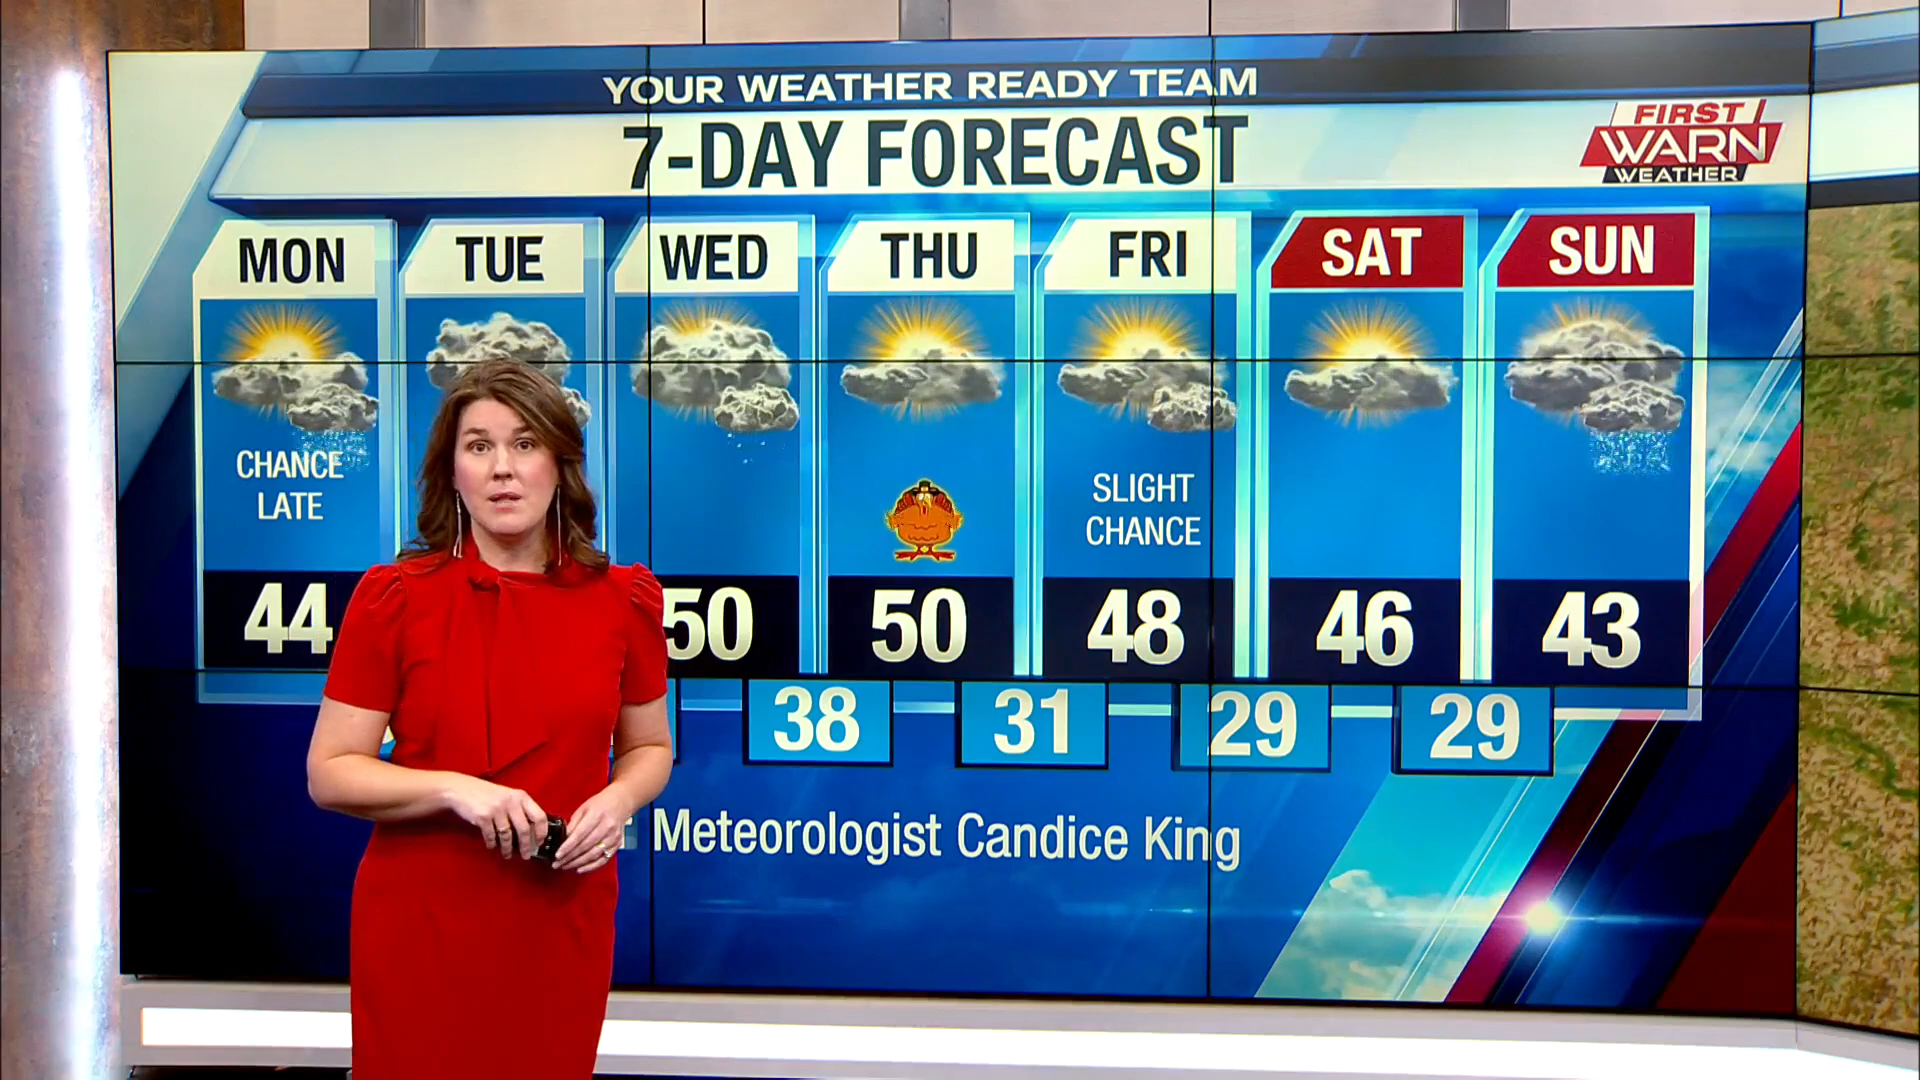 YOUR WEATHER READY TEAM
7-DAY FORECAST
FIRST
WARN
WEATHER
MON
TUE
WED
THU
FRI
SAT
SUN
CHANCE
LATE
SLIGHT
CHANCE
44
50
50
48
46
43
38
31
29
29
Meteorologist Candice King